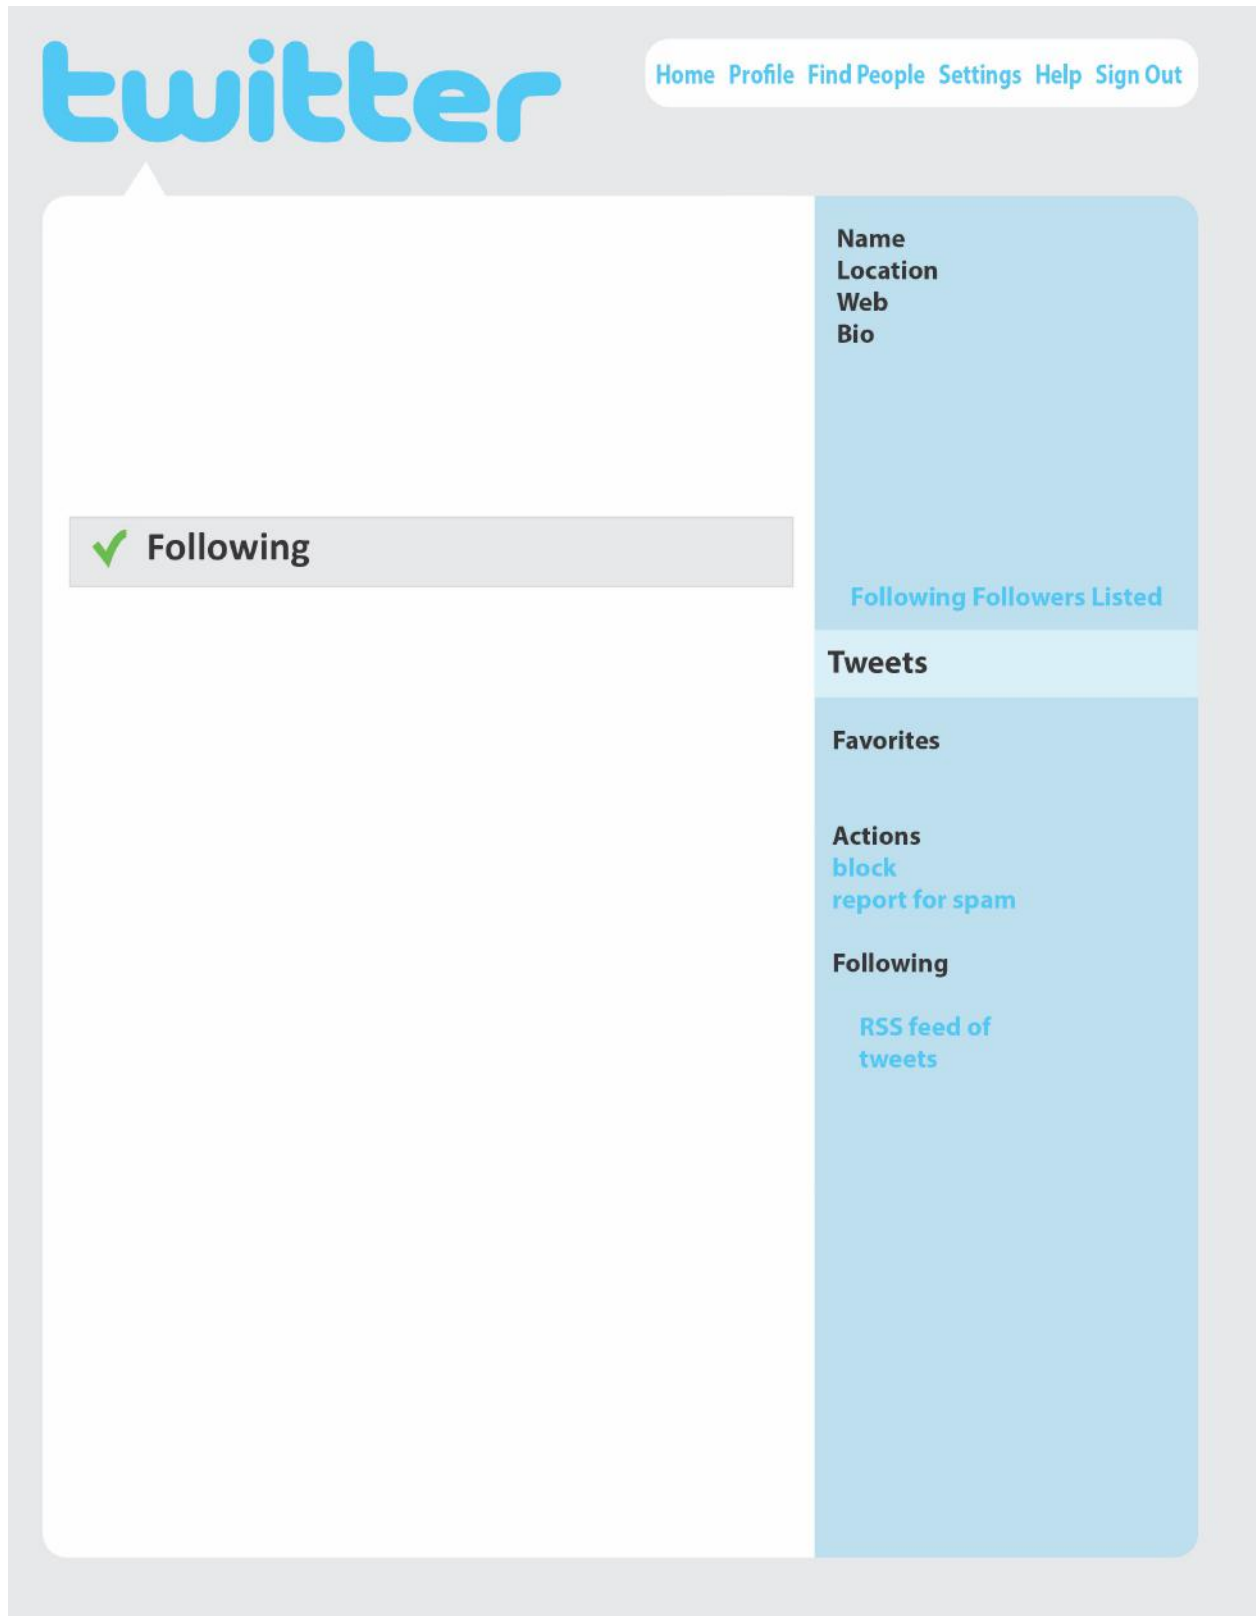 twitter
Home Profile Find People Settings Help Sign Out
Name
Location
Web
Bio
Following
Following Followers Listed
Tweets
Favorites
Actions
block
report for spam
Following
RSS feed of
tweets